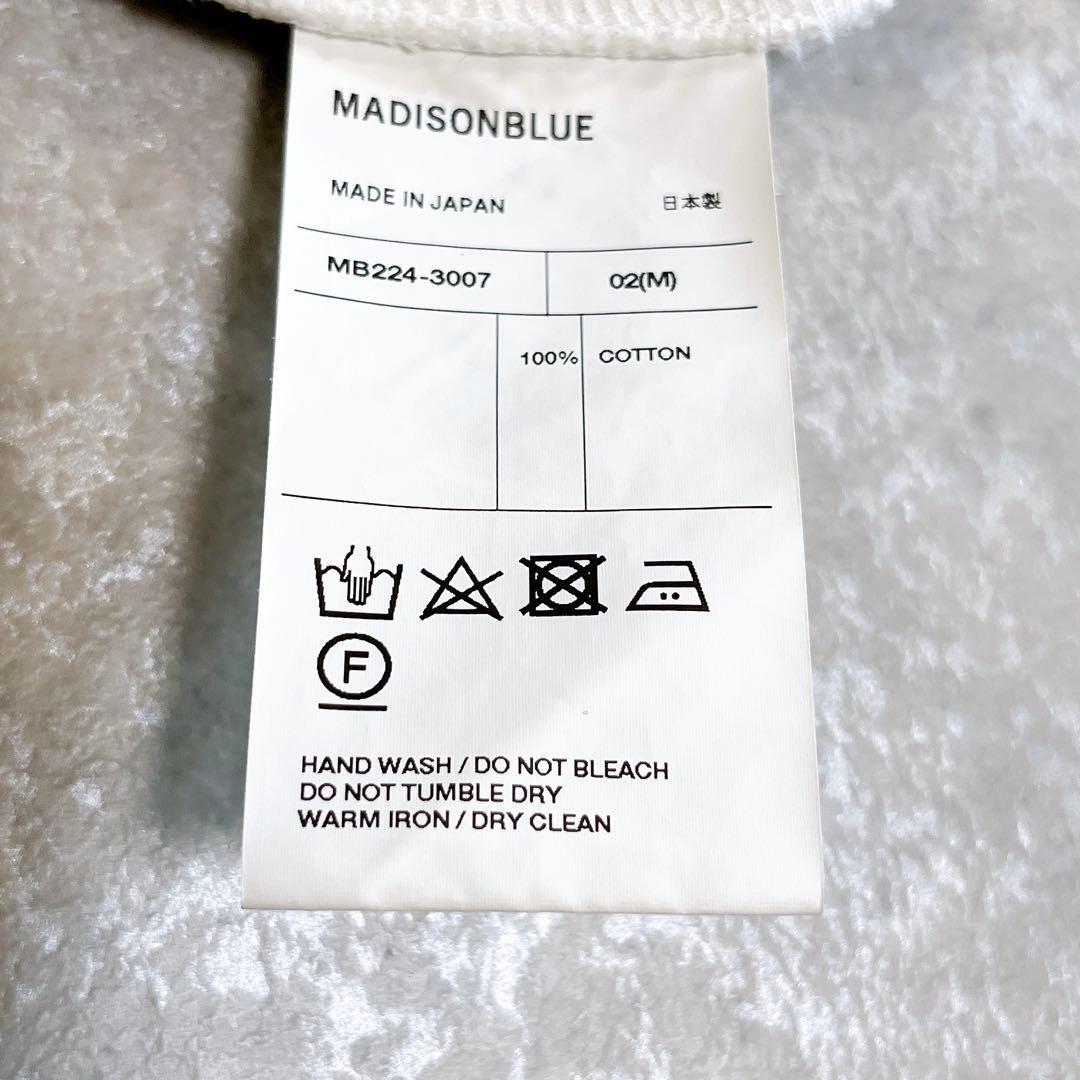 MADISONBLUE
MADE IN JAPAN 日本製
MB224-3007 02(M)
100% COTTON
F
HAND WASH / DO NOT BLEACH
DO NOT TUMBLE DRY
WARM IRON / DRY CLEAN